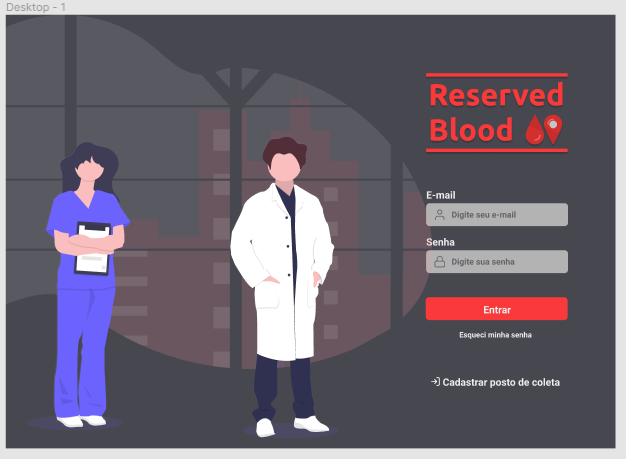 Desktop - 1
Reserved
Blood
E-mail
Digite seu e-mail
Senha
Digite sua senha
Entrar
Esqueci minha senha
Cadastrar posto de coleta